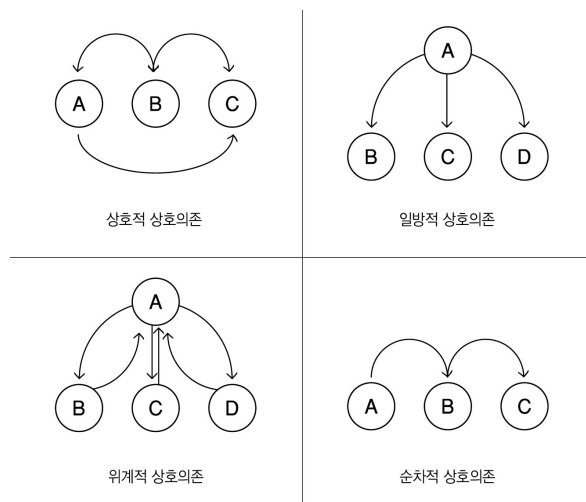 A B C
상호적 상호의존
A
B C D
일방적 상호의존
A
B C D
위계적 상호의존
A B C
순차적 상호의존